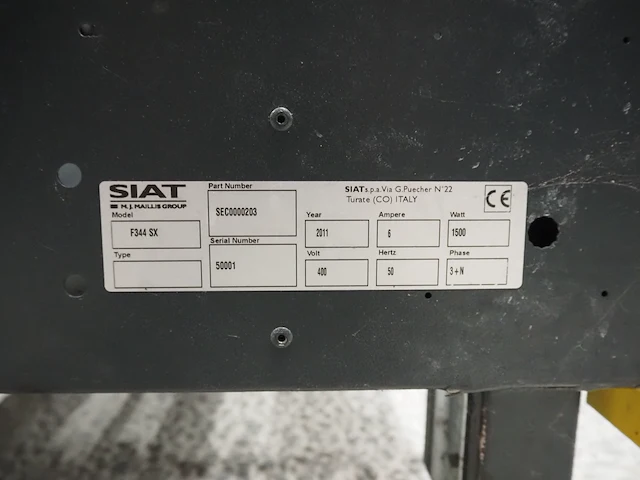 SIAT
M.J. MAILLIS GROUP
Model
F344 SX
Type
Part Number
SEC0000203
Serial Number
50001
SIAT s.p.a. Via G.Puecher N°22
Turate (CO) ITALY
CE
Year
2011
Ampere
6
Watt
1500
Volt
400
Hertz
50
Phase
3+N